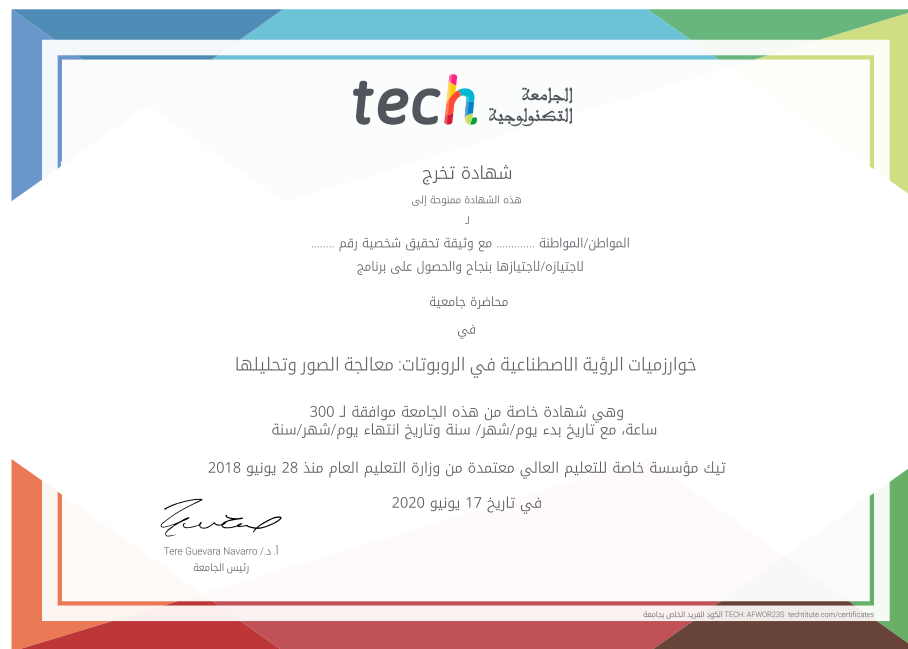 tech الجامعة التكنولوجية
شهادة تخرج
هذه الشهادة ممنوحة إلى
لـ
المواطن/المواطنة ............. مع وثيقة تحقيق شخصية رقم ........
لاجتيازه/لاجتيازها بنجاح والحصول على برنامج
محاضرة جامعية
في
خوارزميات الرؤية الاصطناعية في الروبوتات: معالجة الصور وتحليلها
وهي شهادة خاصة من هذه الجامعة موافقة لـ 300
ساعة، مع تاريخ بدء يوم/شهر/ سنة وتاريخ انتهاء يوم/شهر/سنة
تيك مؤسسة خاصة للتعليم العالي معتمدة من وزارة التعليم العام منذ 28 يونيو 2018
في تاريخ 17 يونيو 2020
أ. د./ Tere Guevara Navarro
رئيس الجامعة
الكود الفريد الخاص بجامعة TECH: AFWOR23S techtitute.com/certificates